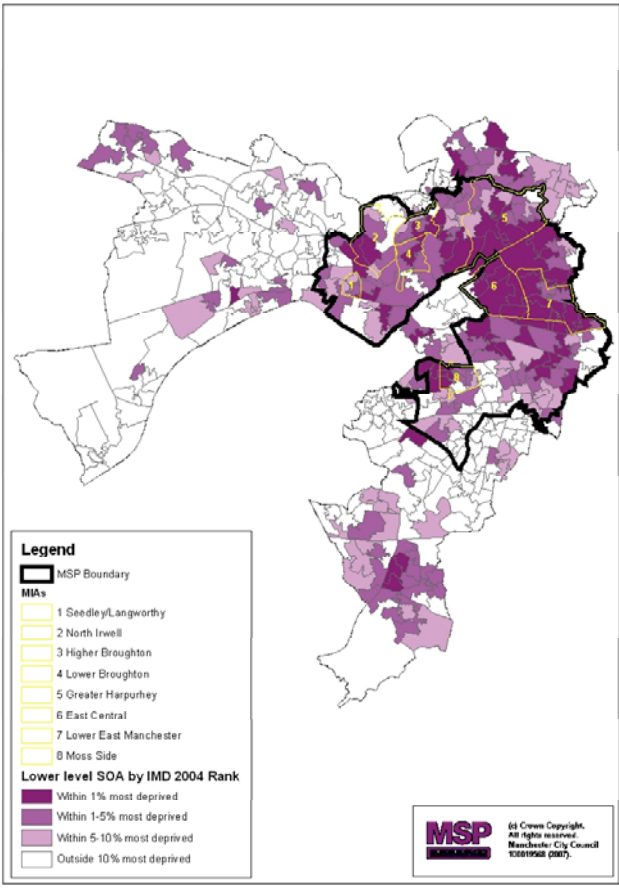 1
2
3
4
5
6
7
8
Legend
MSP Boundary
MIAs
1 Seedley/Langworthy
2 North Irwell
3 Higher Broughton
4 Lower Broughton
5 Greater Harpurhey
6 East Central
7 Lower East Manchester
8 Moss Side
Lower level SOA by IMD 2004 Rank
Within 1% most deprived
Within 1-5% most deprived
Within 5-10% most deprived
Outside 10% most deprived
MSP
(c) Crown Copyright.
All rights reserved.
Manchester City Council
100019568 (2007).